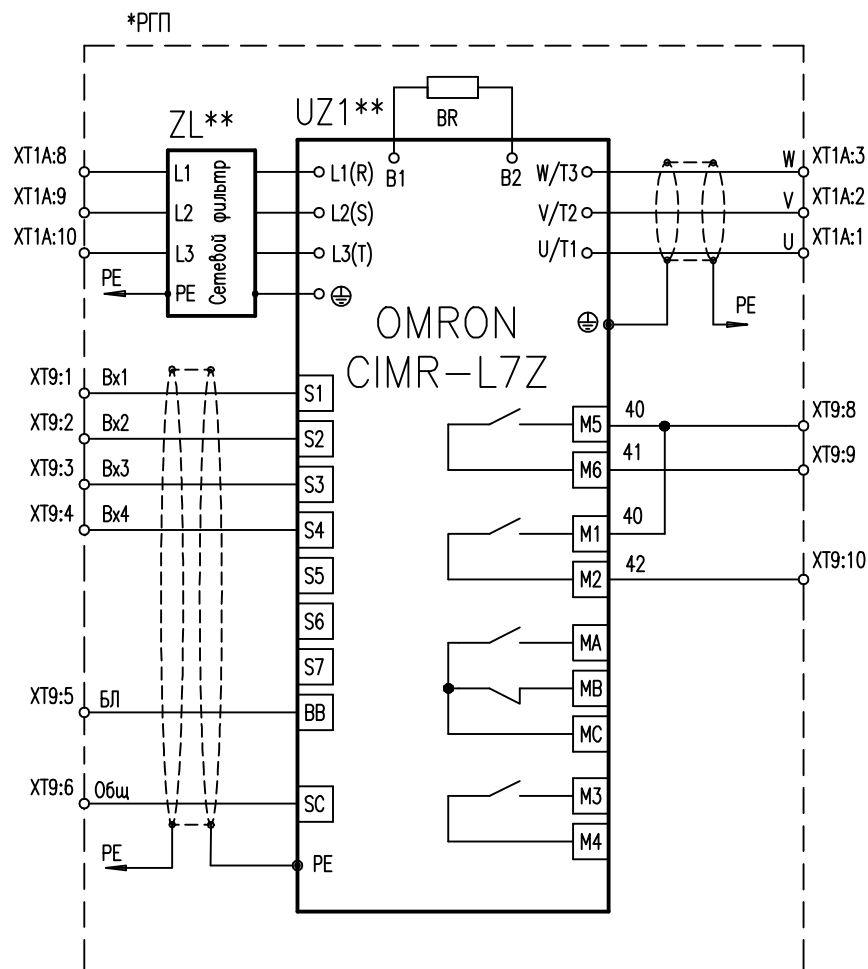 *РГП
ZL**
UZ1**
BR
B1
B2
XT1A:8
XT1A:9
XT1A:10
L1
L2
L3
PE
Сетевой фильтр
PE
L1(R)
L2(S)
L3(T)
W/T3
V/T2
U/T1
W
V
U
XT1A:3
XT1A:2
XT1A:1
PE
OMRON
CIMR-L7Z
XT9:1
Вх1
S1
XT9:2
Вх2
S2
XT9:3
Вх3
S3
XT9:4
Вх4
S4
S5
S6
S7
XT9:5
БЛ
BB
XT9:6
Общ
SC
PE
PE
M5
40
XT9:8
M6
41
XT9:9
M1
40
M2
42
XT9:10
MA
MB
MC
M3
M4